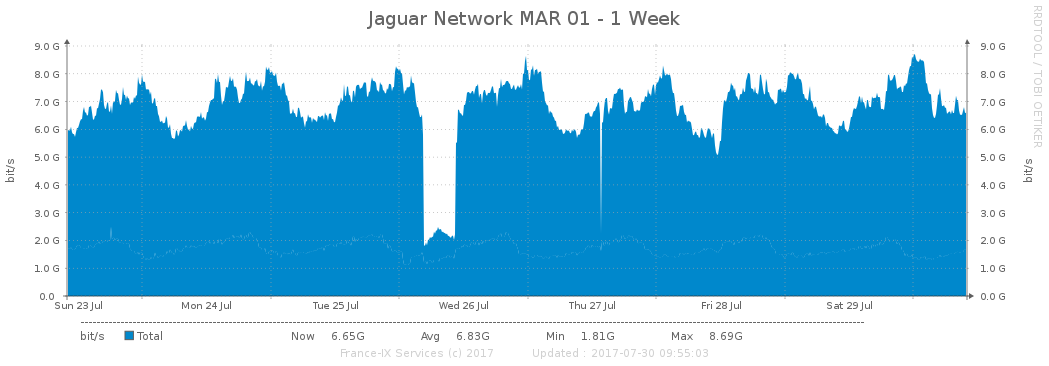 Jaguar Network MAR 01 - 1 Week
RRDTOOL / TOBI OETIKER
9.0 G 9.0 G
8.0 G 8.0 G
7.0 G 7.0 G
6.0 G 6.0 G
5.0 G 5.0 G
4.0 G 4.0 G
3.0 G 3.0 G
2.0 G 2.0 G
1.0 G 1.0 G
0.0 0.0 G
bit/s bit/s
Sun 23 Jul Mon 24 Jul Tue 25 Jul Wed 26 Jul Thu 27 Jul Fri 28 Jul Sat 29 Jul
bit/s Total Now 6.65G Avg 6.83G Min 1.81G Max 8.69G
France-IX Services (c) 2017 Updated : 2017-07-30 09:55:03